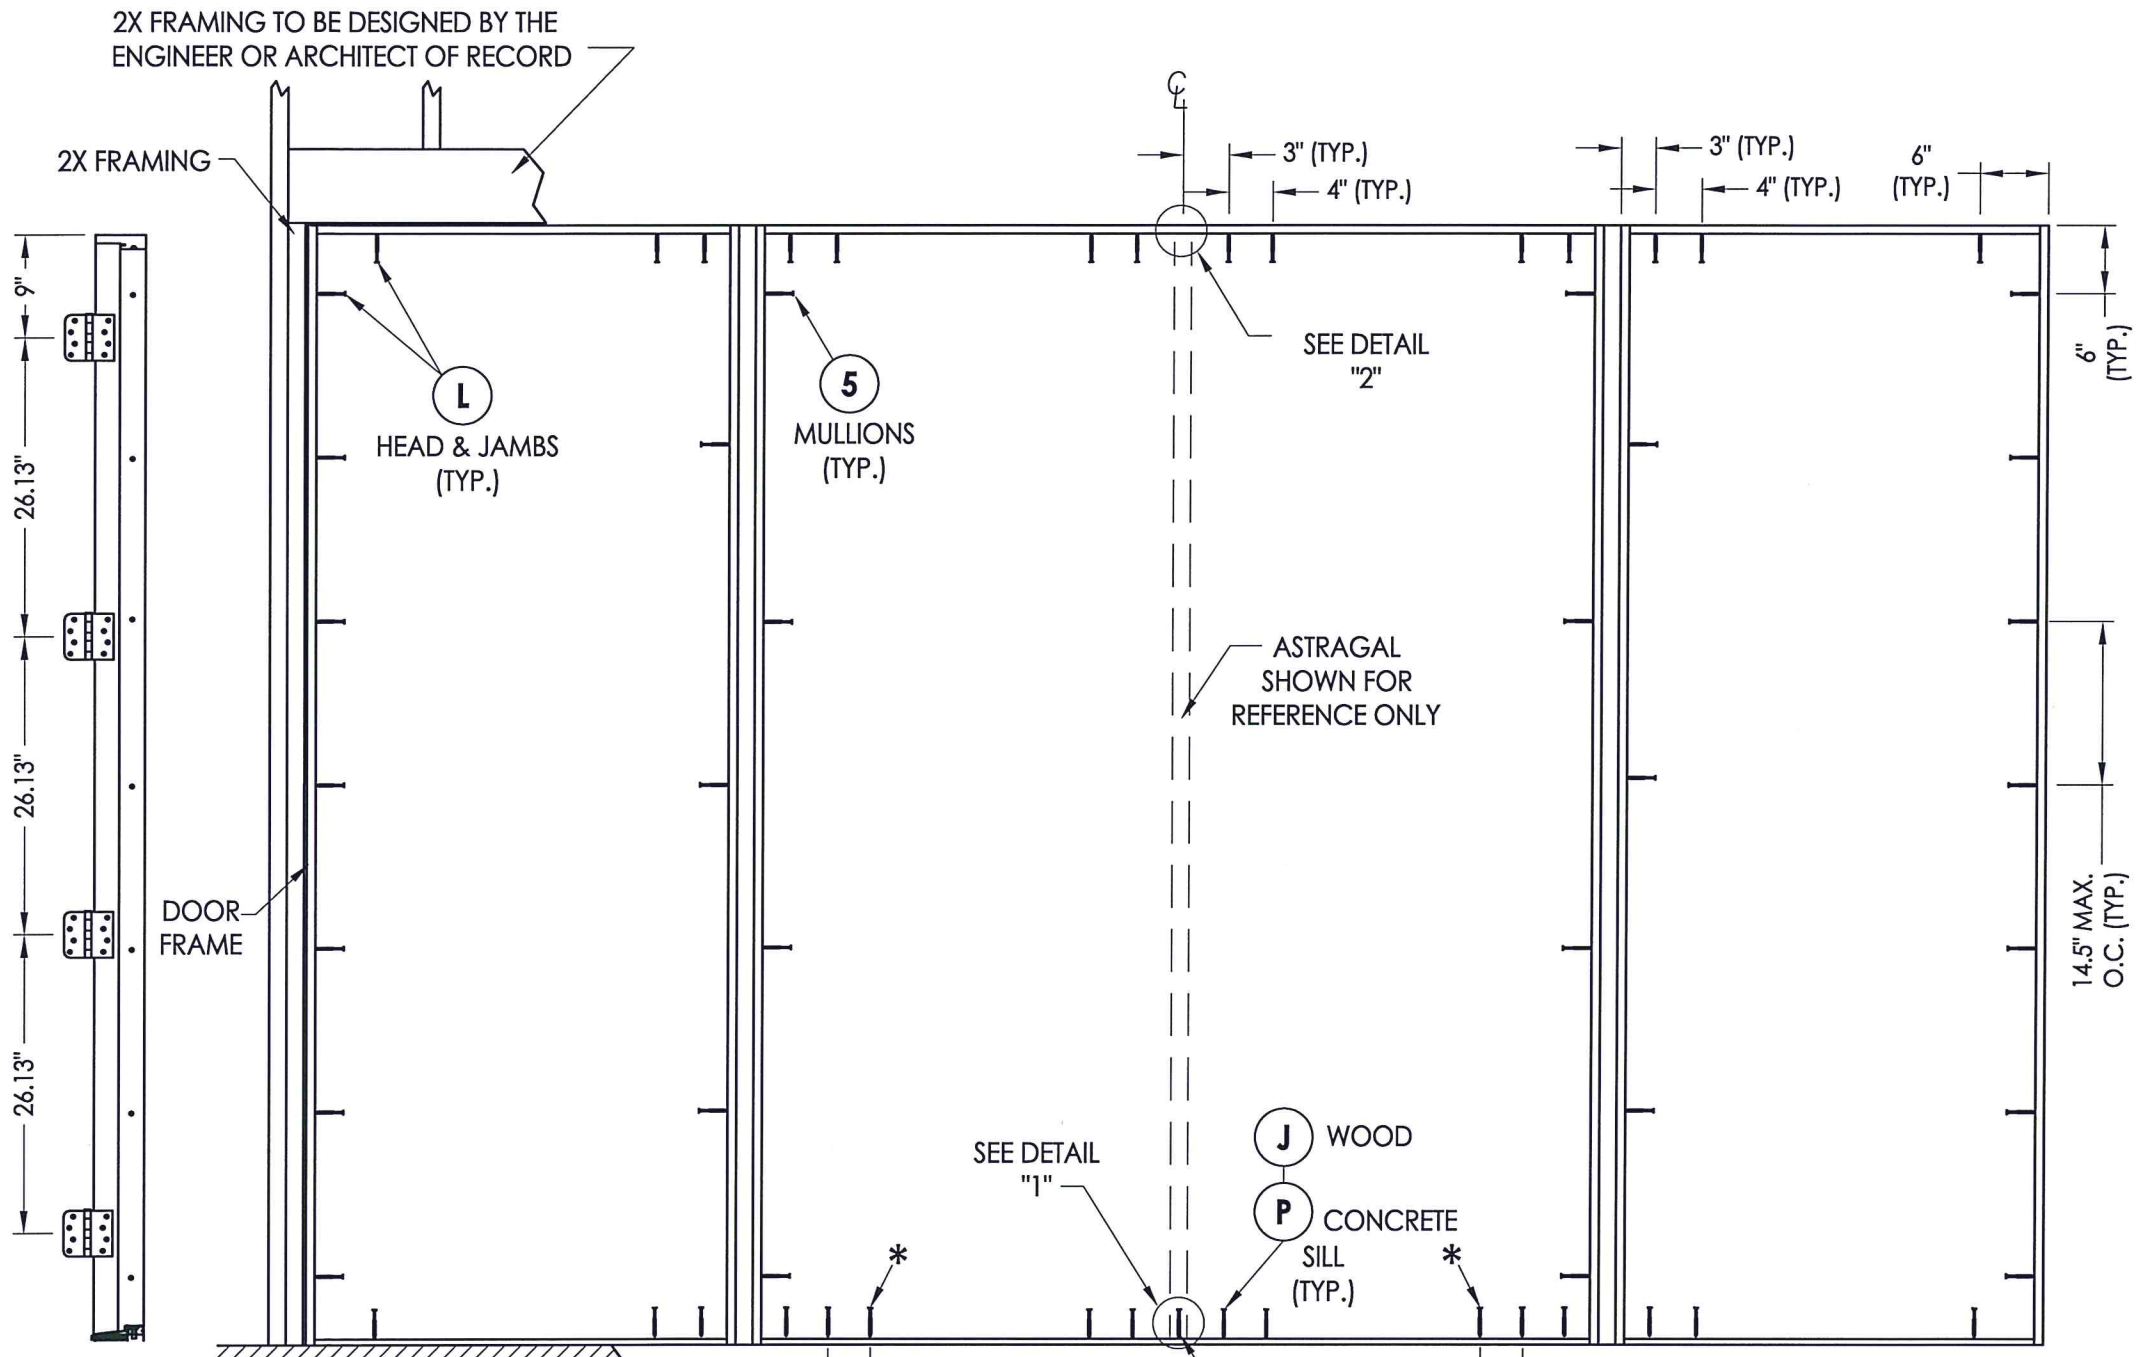 2X FRAMING TO BE DESIGNED BY THE
ENGINEER OR ARCHITECT OF RECORD
2X FRAMING
℄
3" (TYP.)
4" (TYP.)
3" (TYP.)
4" (TYP.)
6"
(TYP.)
9"
26.13"
26.13"
26.13"
L
HEAD & JAMBS
(TYP.)
5
MULLIONS
(TYP.)
SEE DETAIL
"2"
6"
(TYP.)
ASTRAGAL
SHOWN FOR
REFERENCE ONLY
DOOR
FRAME
14.5" MAX.
O.C. (TYP.)
SEE DETAIL
"1"
J WOOD
P CONCRETE
SILL
(TYP.)
*
*